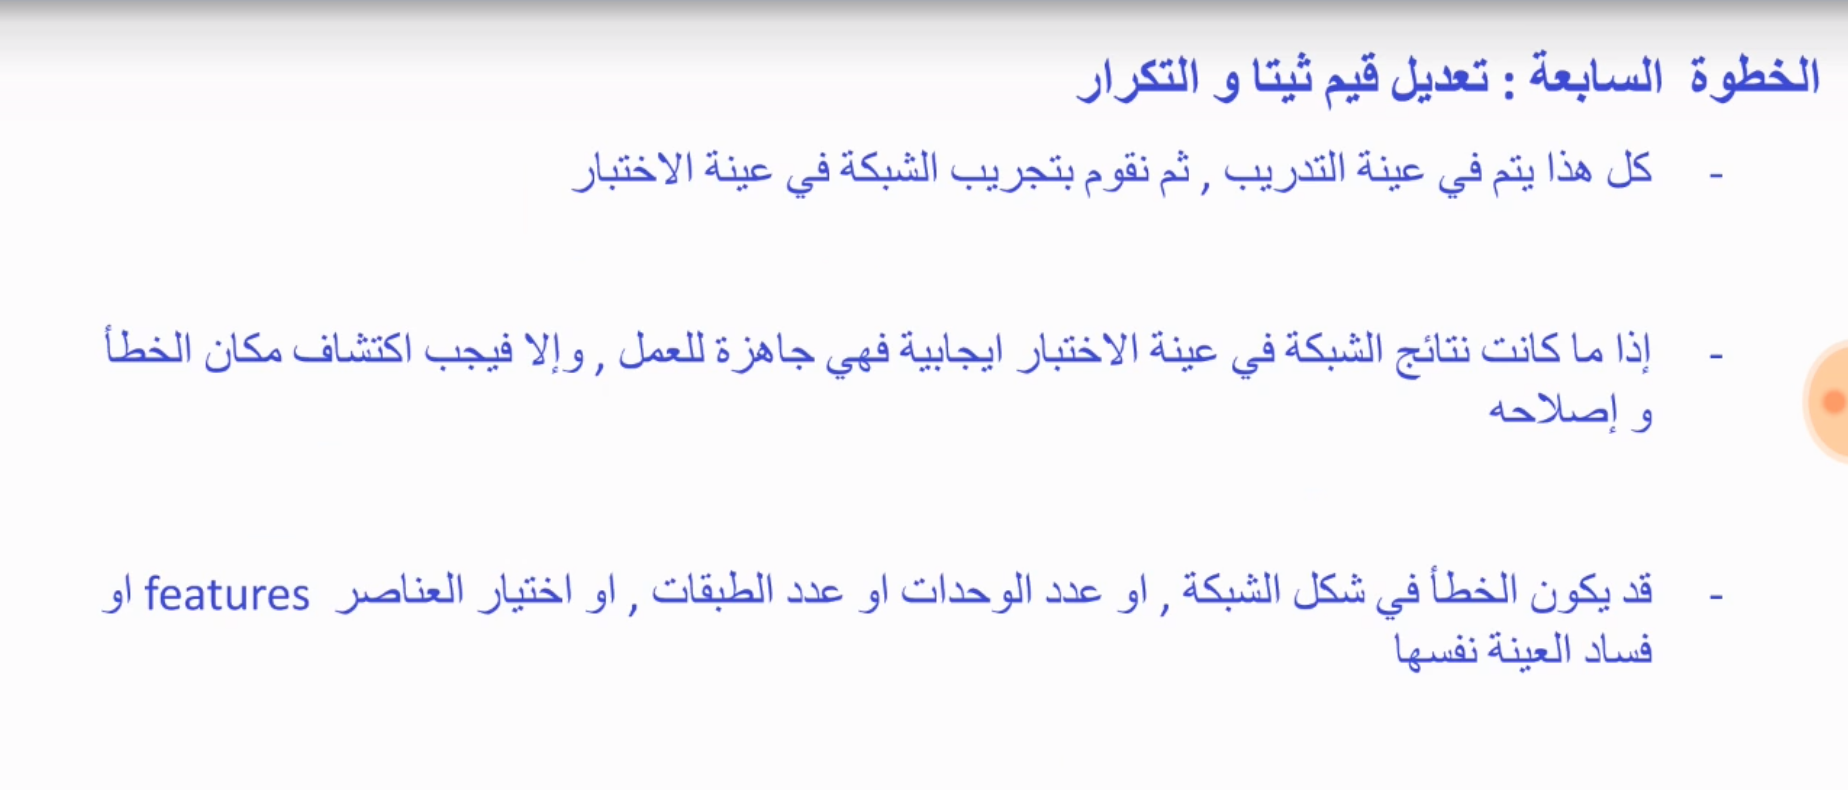 الخطوة السابعة : تعديل قيم ثيتا و التكرار
- كل هذا يتم في عينة التدريب , ثم نقوم بتجريب الشبكة في عينة الاختبار
- إذا ما كانت نتائج الشبكة في عينة الاختبار ايجابية فهي جاهزة للعمل , وإلا فيجب اكتشاف مكان الخطأ
و إصلاحه
- قد يكون الخطأ في شكل الشبكة , او عدد الوحدات او عدد الطبقات , او اختيار العناصر features او
فساد العينة نفسها